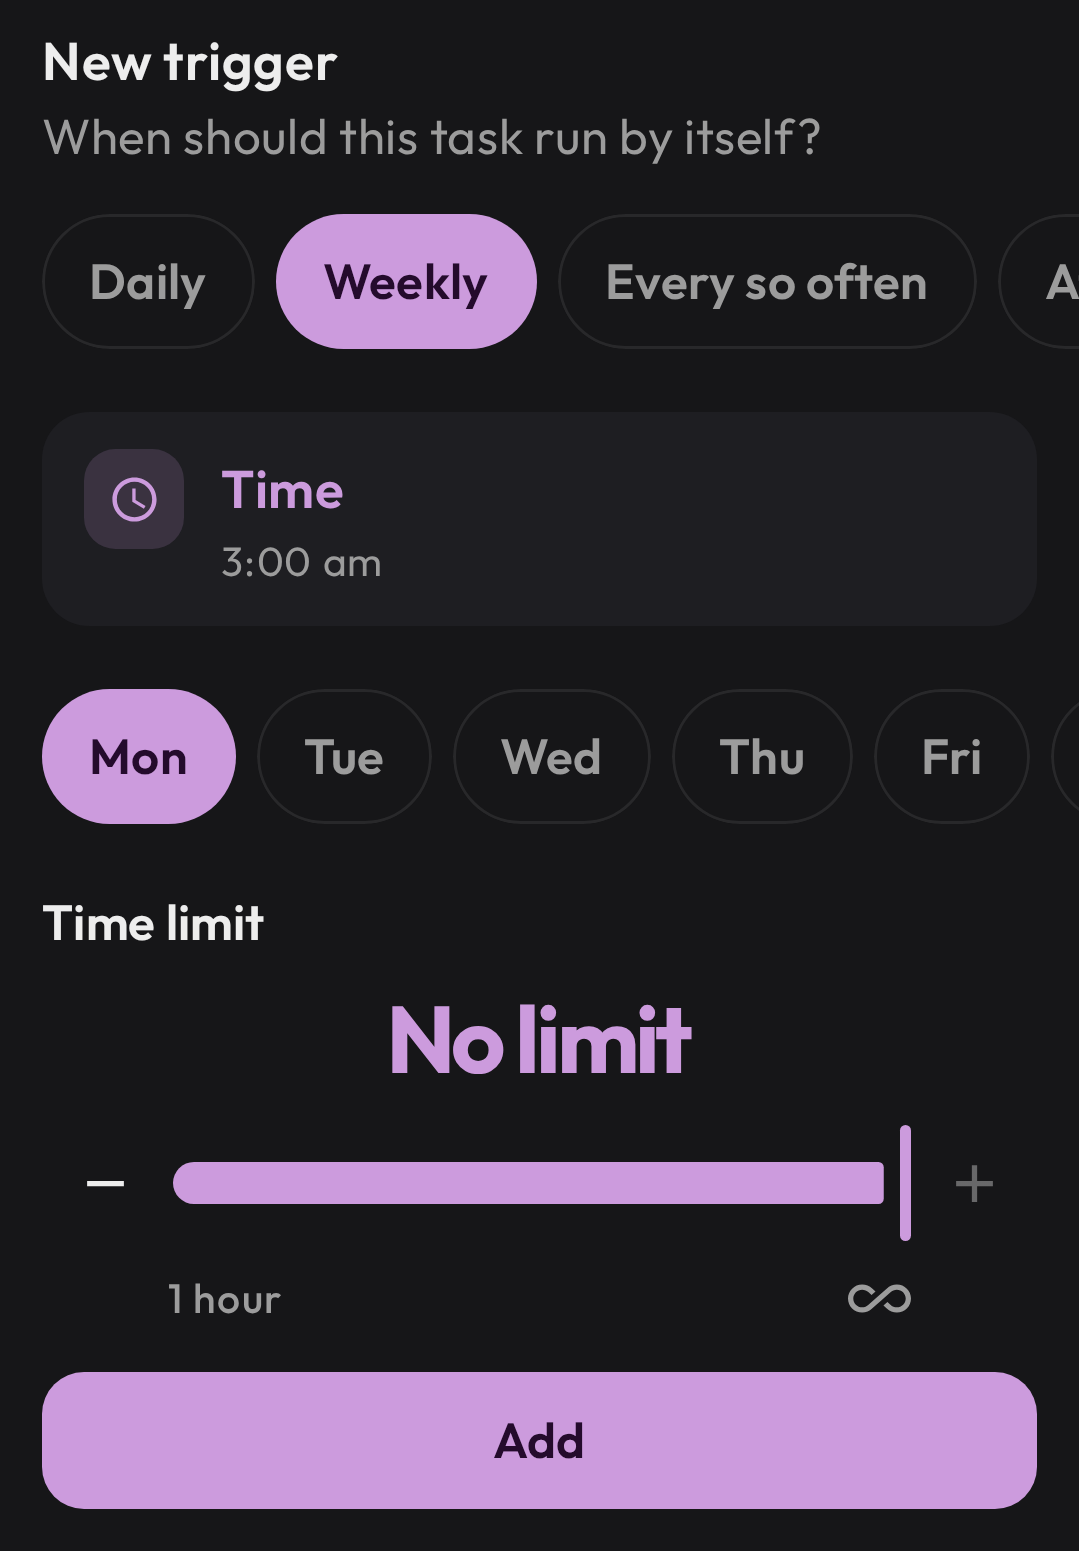 New trigger
When should this task run by itself?
Daily Weekly Every so often A
Time
3:00 am
Mon Tue Wed Thu Fri
Time limit
No limit
1 hour
Add